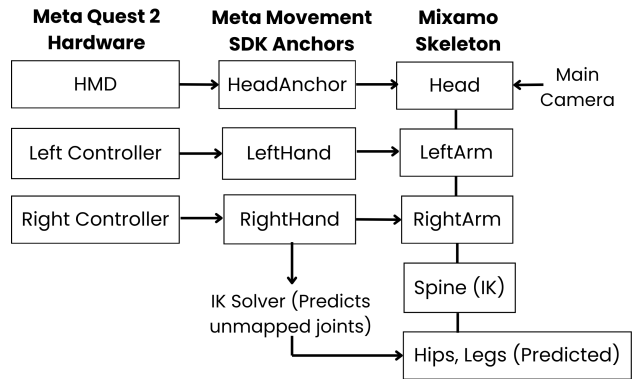 Meta Quest 2
Hardware
Meta Movement
SDK Anchors
Mixamo
Skeleton
HMD
HeadAnchor
Head
Main
Camera
Left Controller
LeftHand
LeftArm
Right Controller
RightHand
RightArm
Spine (IK)
IK Solver (Predicts
unmapped joints)
Hips, Legs (Predicted)